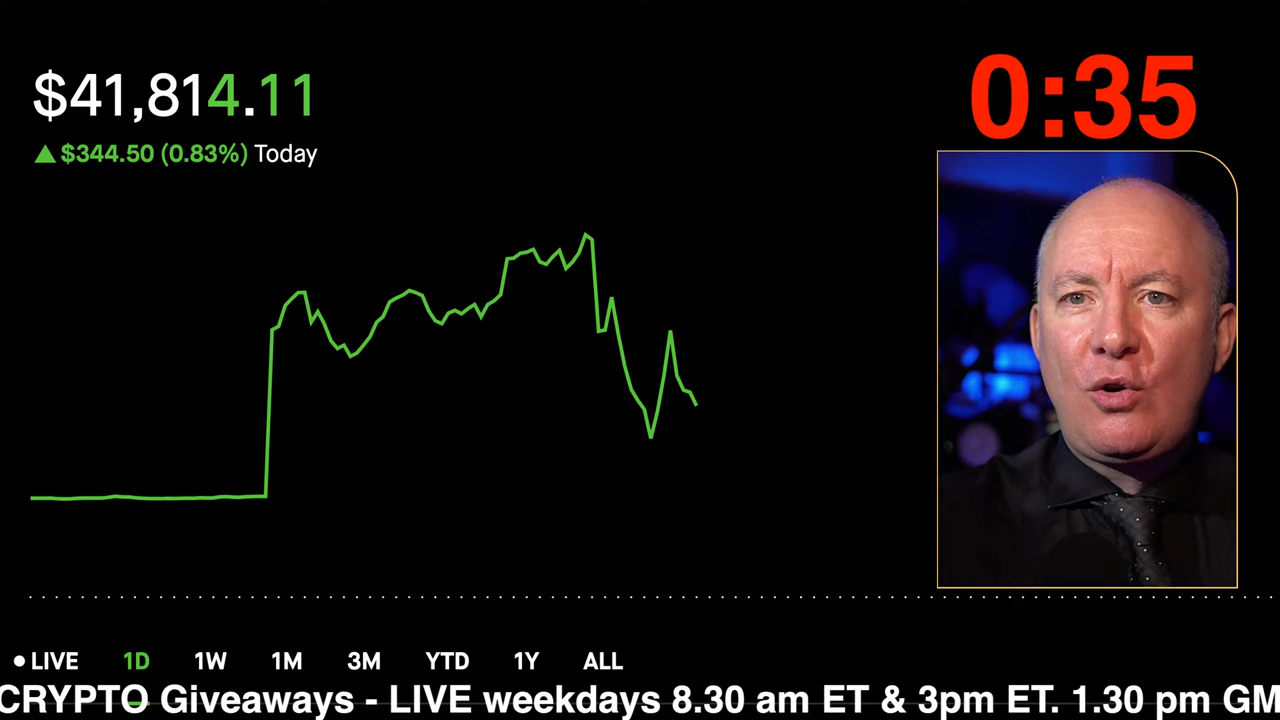 $41,814.11
0:35
▲$344.50 (0.83%) Today
LIVE 1D 1W 1M 3M YTD 1Y ALL
CRYPTO Giveaways - LIVE weekdays 8.30 am ET & 3pm ET. 1.30 pm GM